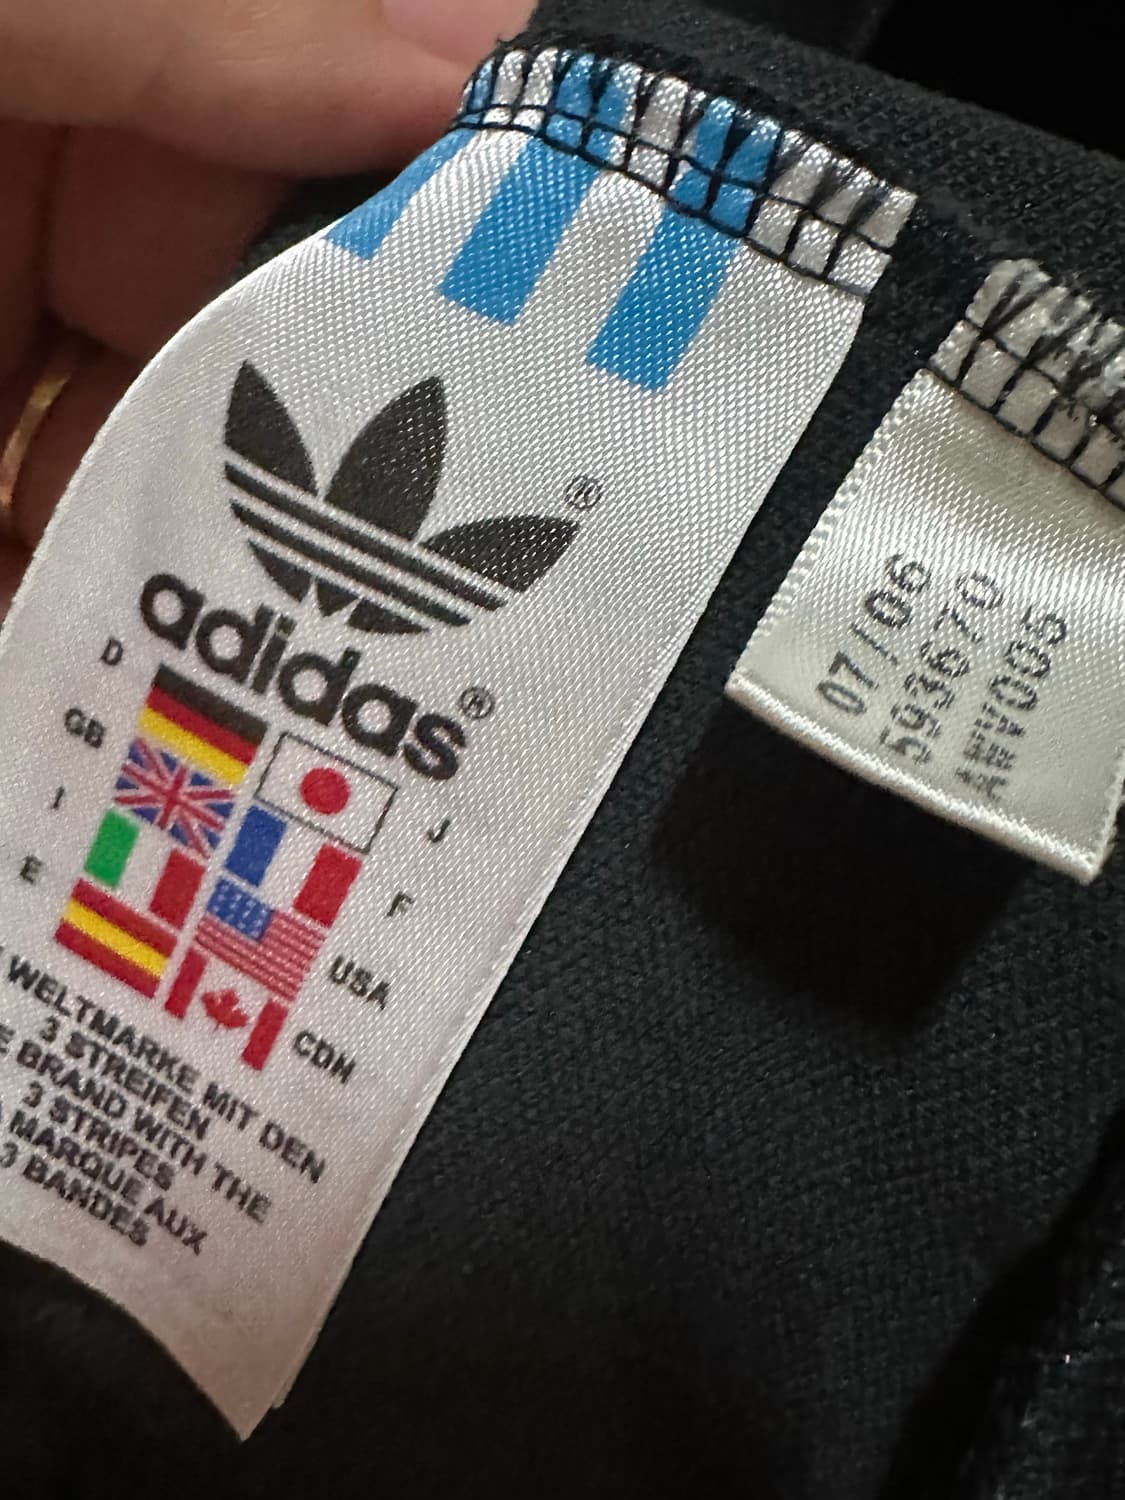 ®
adidas®
D
GB
I
E
J
F
USA
CDN
WELTMARKE MIT DEN
3 STREIFEN
BRAND WITH THE
3 STRIPES
MARQUE AUX
3 BANDES
07/06
593670
AWV005